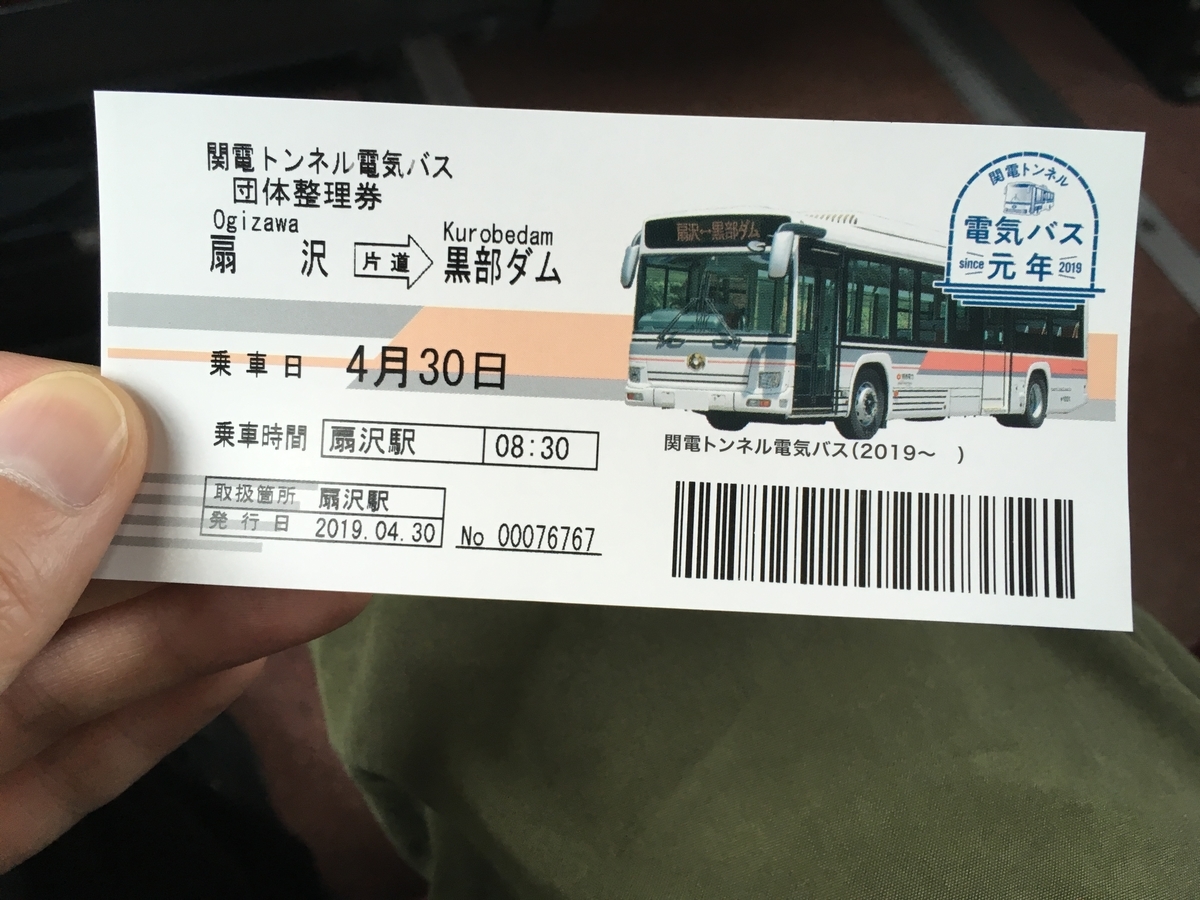 関電トンネル電気バス
団体整理券
Ogizawa
扇 沢
片道
Kurobedam
黒部ダム
乗車日 4月30日
乗車時間 扇沢駅 08:30
取扱箇所 扇沢駅
発行日 2019.04.30
No 00076767
扇沢↔黒部ダム
関電トンネル
電気バス
since 元年 2019
関電トンネル電気バス(2019〜 )